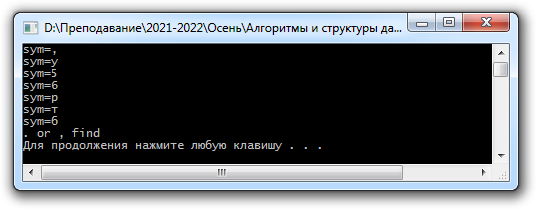 D:\Преподавание\2021-2022\Осень\Алгоритмы и структуры да...
sym=,
sym=у
sym=5
sym=6
sym=р
sym=т
sym=б
. or , find
Для продолжения нажмите любую клавишу . . .